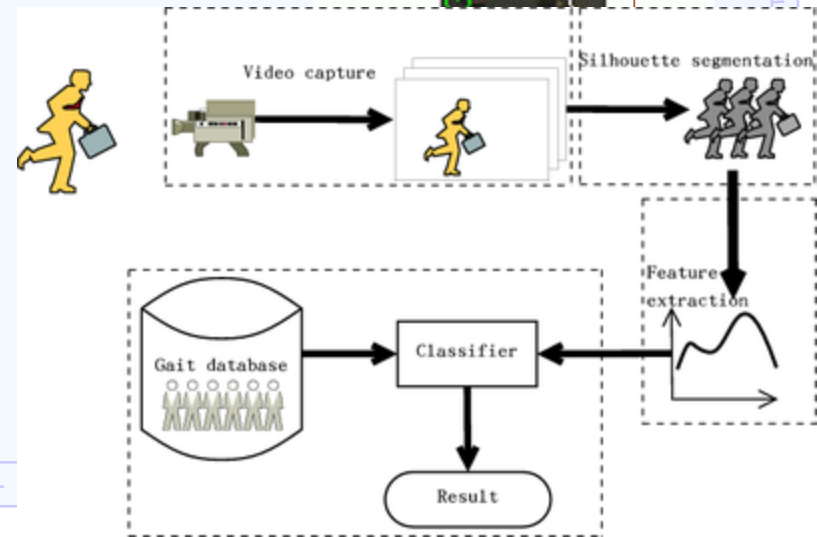 Video capture
Silhouette segmentation
Feature
extraction
Gait database
Classifier
Result